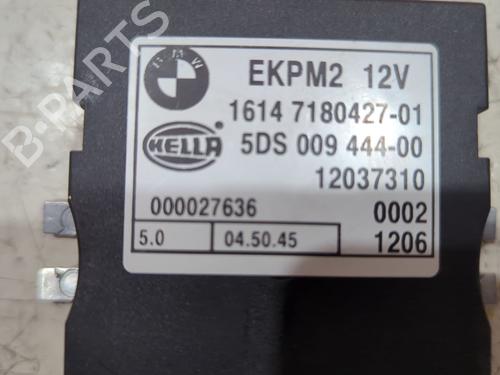 BMW
EKPM2 12V
1614 7180427-01
HELLA
5DS 009 444-00
12037310
000027636
0002
5.0
04.50.45
1206
B-PARTS